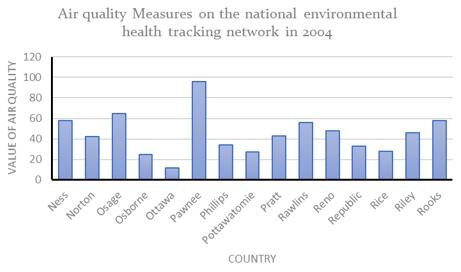 Air quality Measures on the national environmental
health tracking network in 2004
VALUE OF AIR QUALITY
120
100
80
60
40
20
0
Ness
Norton
Osage
Osborne
Ottawa
Pawnee
Phillips
Pottawatomie
Pratt
Rawlins
Reno
Republic
Rice
Riley
Rooks
COUNTRY